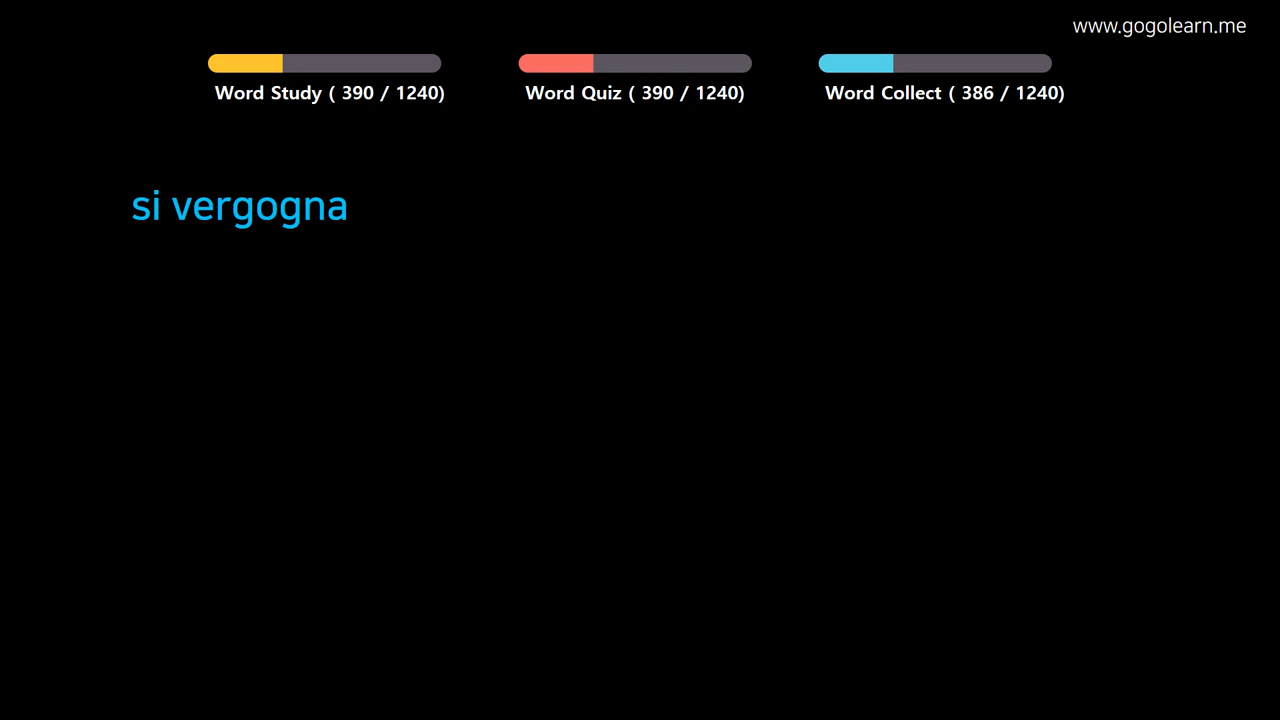 www.gogolearn.me
Word Study ( 390 / 1240)
Word Quiz ( 390 / 1240)
Word Collect ( 386 / 1240)
si vergogna